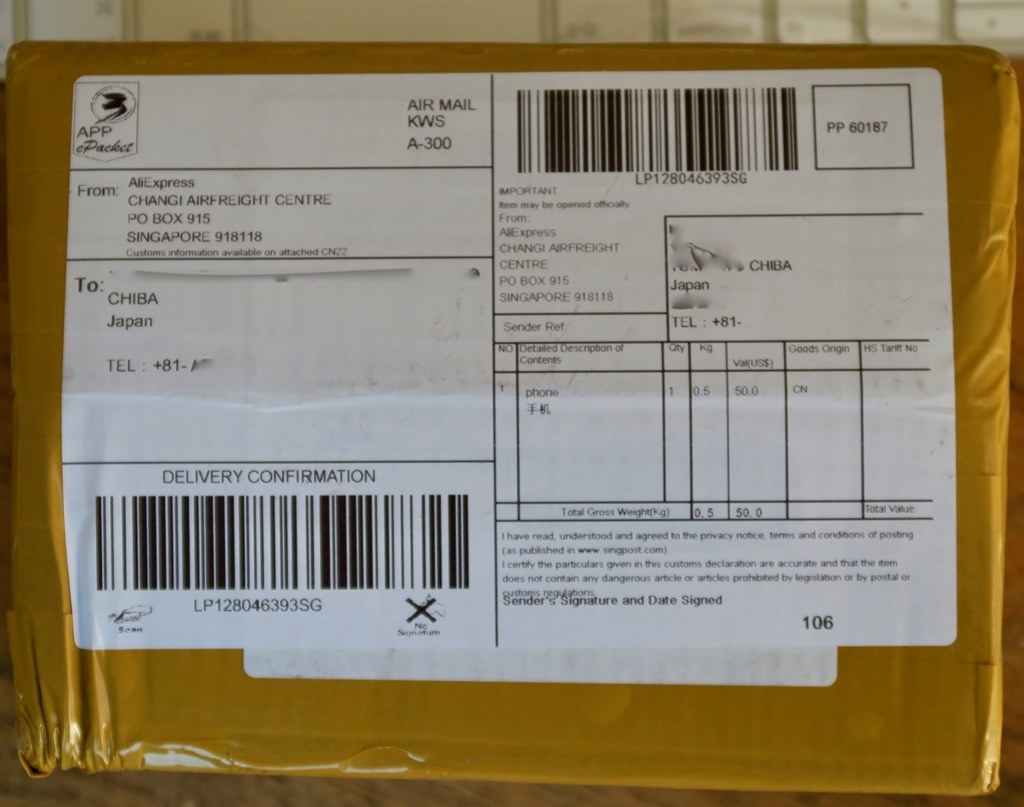 APP
ePacket
AIR MAIL
KWS
A-300
From: AliExpress
CHANGI AIRFREIGHT CENTRE
PO BOX 915
SINGAPORE 918118
Customs information available on attached CN22
To:
CHIBA
Japan
TEL : +81-
DELIVERY CONFIRMATION
LP128046393SG
Scan
No
Signature
PP 60187
LP128046393SG
IMPORTANT
Item may be opened officially
From:
AliExpress
CHANGI AIRFREIGHT
CENTRE
PO BOX 915
SINGAPORE 918118
CHIBA
Japan
TEL : +81-
Sender Ref
NO Detailed Description of Contents Qty Kg Val(US$) Goods Origin HS Tariff No
1 phone 1 0.5 50.0 CN
手机
Total Gross Weight(Kg) 0.5 50.0 Total Value
I have read, understood and agreed to the privacy notice, terms and conditions of posting
(as published in www.singpost.com)
I certify the particulars given in this customs declaration are accurate and that the item
does not contain any dangerous article or articles prohibited by legislation or by postal or
customs regulations.
Sender's Signature and Date Signed
106